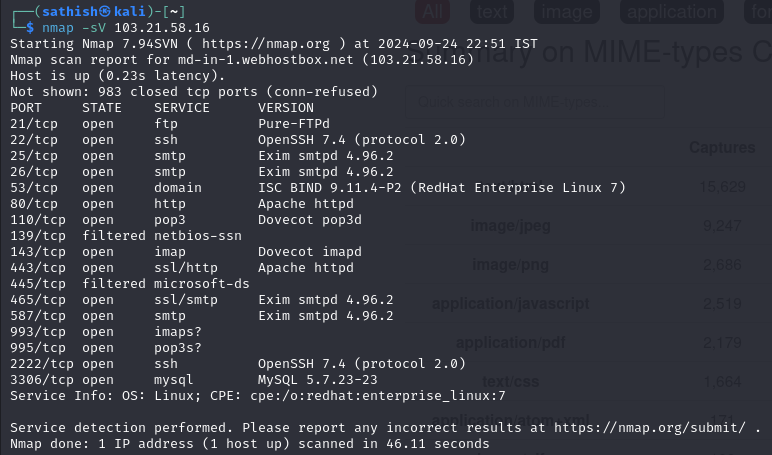 ┌──(sathish㉿kali)-[~]
└─$ nmap -sV 103.21.58.16
Starting Nmap 7.94SVN ( https://nmap.org ) at 2024-09-24 22:51 IST
Nmap scan report for md-in-1.webhostbox.net (103.21.58.16)
Host is up (0.23s latency).
Not shown: 983 closed tcp ports (conn-refused)
PORT     STATE    SERVICE      VERSION
21/tcp   open     ftp          Pure-FTPd
22/tcp   open     ssh          OpenSSH 7.4 (protocol 2.0)
25/tcp   open     smtp         Exim smtpd 4.96.2
26/tcp   open     smtp         Exim smtpd 4.96.2
53/tcp   open     domain       ISC BIND 9.11.4-P2 (RedHat Enterprise Linux 7)
80/tcp   open     http         Apache httpd
110/tcp  open     pop3         Dovecot pop3d
139/tcp  filtered netbios-ssn
143/tcp  open     imap         Dovecot imapd
443/tcp  open     ssl/http     Apache httpd
445/tcp  filtered microsoft-ds
465/tcp  open     ssl/smtp     Exim smtpd 4.96.2
587/tcp  open     smtp         Exim smtpd 4.96.2
993/tcp  open     imaps?
995/tcp  open     pop3s?
2222/tcp open     ssh          OpenSSH 7.4 (protocol 2.0)
3306/tcp open     mysql        MySQL 5.7.23-23
Service Info: OS: Linux; CPE: cpe:/o:redhat:enterprise_linux:7

Service detection performed. Please report any incorrect results at https://nmap.org/submit/ .
Nmap done: 1 IP address (1 host up) scanned in 46.11 seconds
All text image application
on MIME-types
Quick search on MIME-types
Captures
15,629
image/jpeg 9,247
image/png 2,686
application/javascript 2,519
application/pdf 2,179
text/css 1,664
application/atom+xml 171